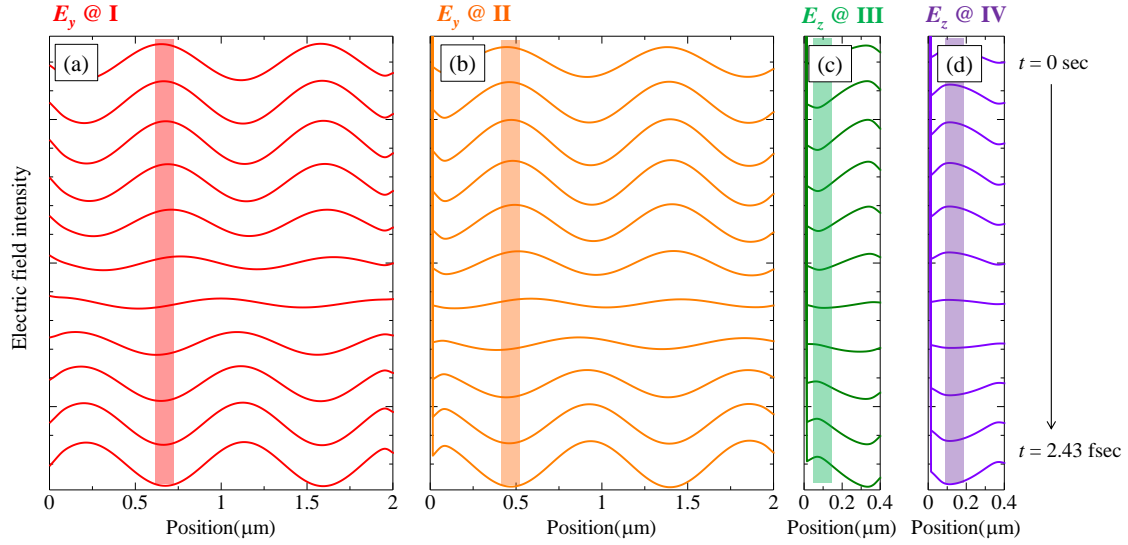 E_y @ I
E_y @ II
E_z @ III
E_z @ IV
(a)
(b)
(c)
(d)
t = 0 sec
t = 2.43 fsec
Electric field intensity
0 0.5 1 1.5 2
0 0.5 1 1.5 2
0 0.2 0.4
0 0.2 0.4
Position(μm)
Position(μm)
Position
(μm)
Position
(μm)